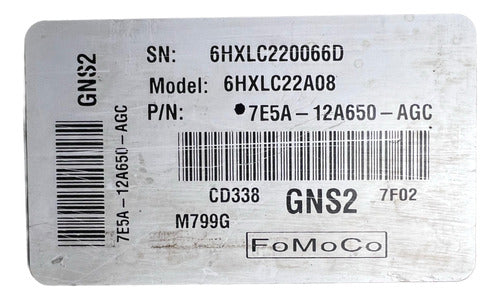 SN: 6HXLC220066D
Model: 6HXLC22A08
P/N: •7E5A-12A650-AGC
GNS2
7E5A-12A650-AGC
CD338 GNS2 7F02
M799G
FoMoCo